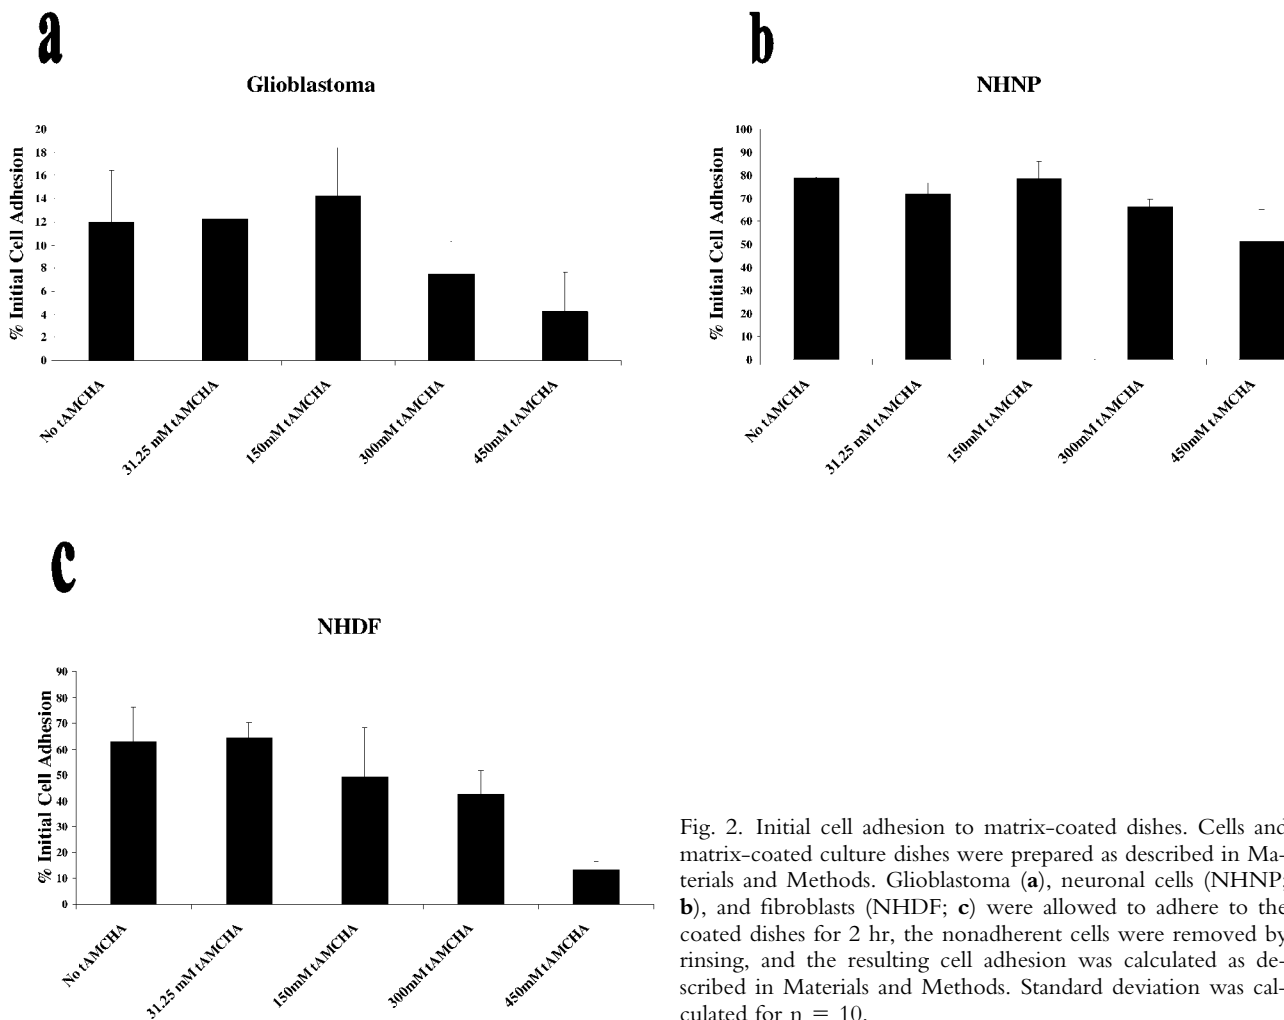 a
Glioblastoma
% Initial Cell Adhesion
20
18
16
14
12
10
8
6
4
2
0
No tAMCHA
31.25 mM tAMCHA
150mM tAMCHA
300mM tAMCHA
450mM tAMCHA
b
NHNP
% Initial Cell Adhesion
100
90
80
70
60
50
40
30
20
10
0
No tAMCHA
31.25 mM tAMCHA
150mM tAMCHA
300mM tAMCHA
450mM tAMCHA
c
NHDF
% Initial Cell Adhesion
90
80
70
60
50
40
30
20
10
0
No tAMCHA
31.25 mM tAMCHA
150mM tAMCHA
300mM tAMCHA
450mM tAMCHA
Fig. 2. Initial cell adhesion to matrix-coated dishes. Cells and
matrix-coated culture dishes were prepared as described in Ma-
terials and Methods. Glioblastoma (a), neuronal cells (NHNP;
b), and fibroblasts (NHDF; c) were allowed to adhere to the
coated dishes for 2 hr, the nonadherent cells were removed by
rinsing, and the resulting cell adhesion was calculated as de-
scribed in Materials and Methods. Standard deviation was cal-
culated for n = 10.